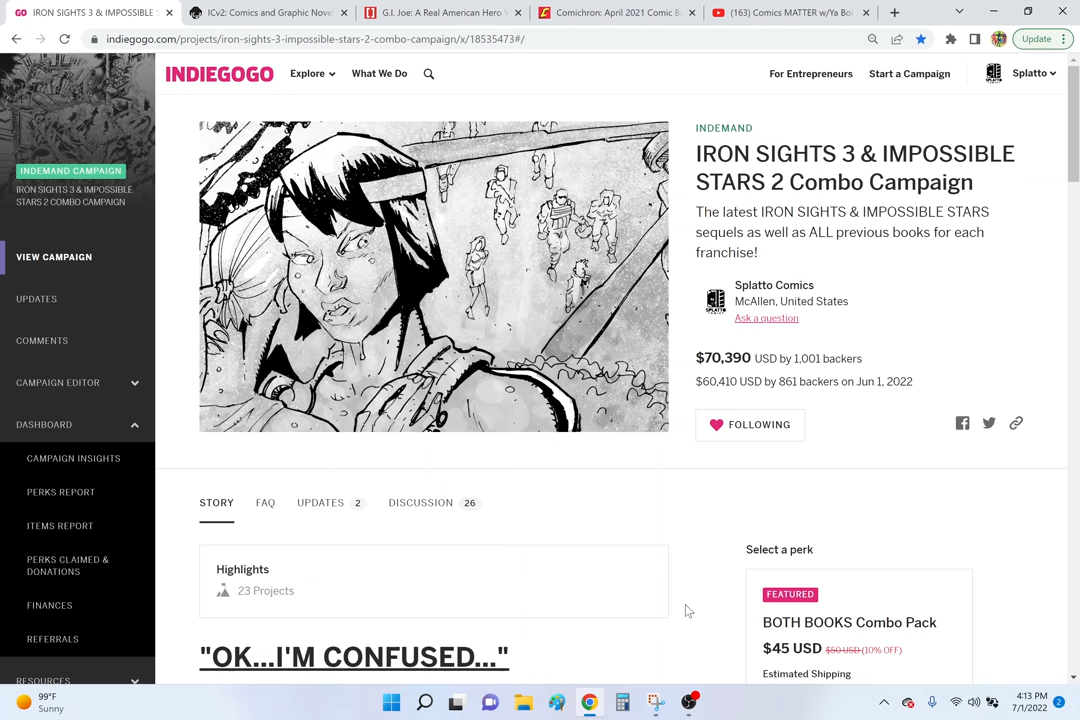 IRON SIGHTS 3 & IMPOSSIBLE S
ICv2: Comics and Graphic Nove
G.I. Joe: A Real American Hero V
Comichron: April 2021 Comic B
(163) Comics MATTER w/Ya Boi
indiegogo.com/projects/iron-sights-3-impossible-stars-2-combo-campaign/x/18535473#/
Update
INDIEGOGO
Explore
What We Do
For Entrepreneurs
Start a Campaign
Splatto
INDEMAND CAMPAIGN
IRON SIGHTS 3 & IMPOSSIBLE
STARS 2 COMBO CAMPAIGN
VIEW CAMPAIGN
UPDATES
COMMENTS
CAMPAIGN EDITOR
DASHBOARD
CAMPAIGN INSIGHTS
PERKS REPORT
ITEMS REPORT
PERKS CLAIMED &
DONATIONS
FINANCES
REFERRALS
RESOURCES
INDEMAND
IRON SIGHTS 3 & IMPOSSIBLE
STARS 2 Combo Campaign
The latest IRON SIGHTS & IMPOSSIBLE STARS
sequels as well as ALL previous books for each
franchise!
SPLATTO
Splatto Comics
McAllen, United States
Ask a question
$70,390 USD by 1,001 backers
$60,410 USD by 861 backers on Jun 1, 2022
FOLLOWING
STORY
FAQ
UPDATES 2
DISCUSSION 26
Highlights
23 Projects
"OK...I'M CONFUSED..."
Select a perk
FEATURED
BOTH BOOKS Combo Pack
$45 USD $50 USD (10% OFF)
Estimated Shipping
99°F
Sunny
4:13 PM
7/1/2022
2